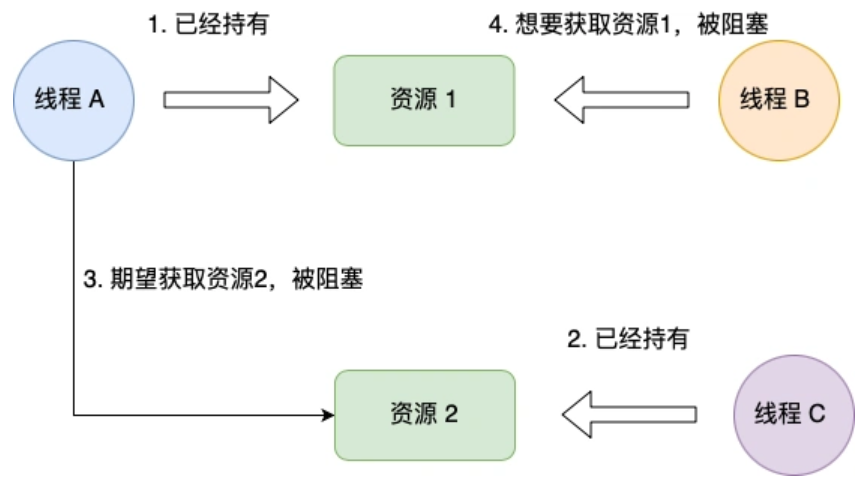 1. 已经持有
4. 想要获取资源1，被阻塞
线程 A
资源 1
线程 B
3. 期望获取资源2，被阻塞
2. 已经持有
资源 2
线程 C